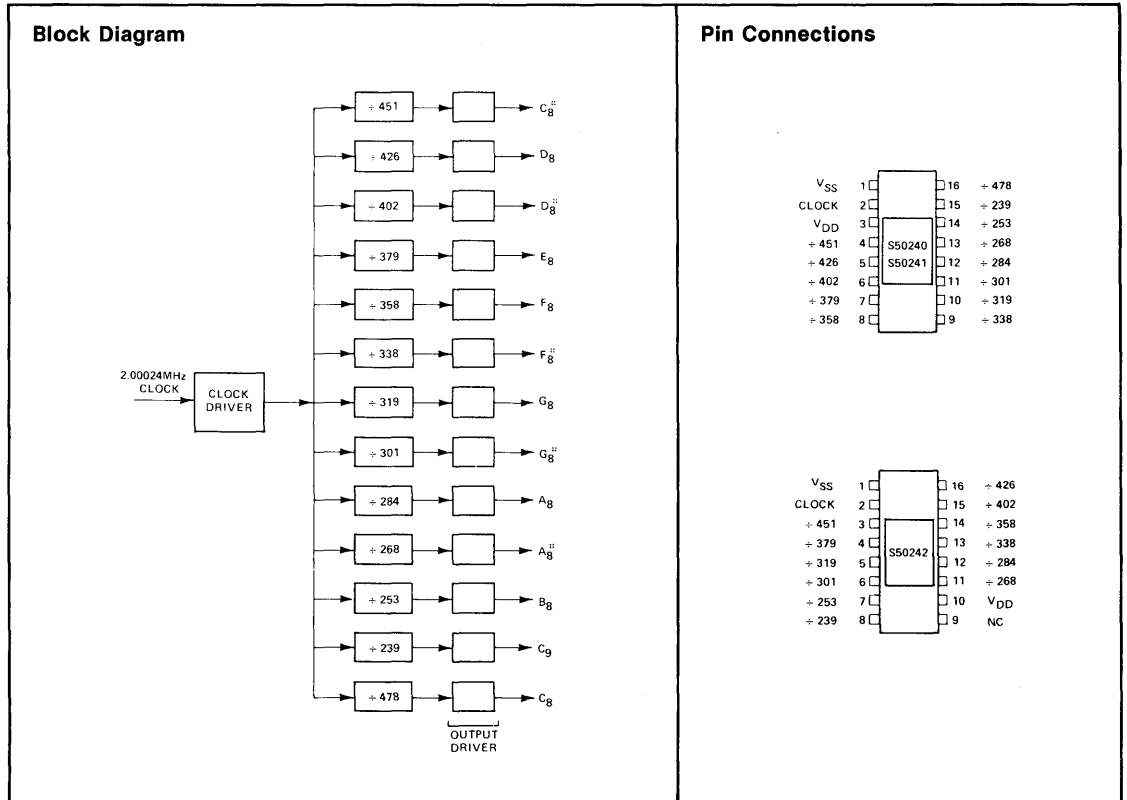 Block Diagram
÷ 451
C8#
÷ 426
D8
÷ 402
D8#
÷ 379
E8
÷ 358
F8
÷ 338
F8#
2.00024MHz
CLOCK
CLOCK
DRIVER
÷ 319
G8
÷ 301
G8#
÷ 284
A8
÷ 268
A8#
÷ 253
B8
÷ 239
C9
÷ 478
C8
OUTPUT
DRIVER
Pin Connections
VSS 1 16 ÷ 478
CLOCK 2 15 ÷ 239
VDD 3 14 ÷ 253
÷ 451 4 S50240 13 ÷ 268
÷ 426 5 S50241 12 ÷ 284
÷ 402 6 11 ÷ 301
÷ 379 7 10 ÷ 319
÷ 358 8 9 ÷ 338
VSS 1 16 ÷ 426
CLOCK 2 15 ÷ 402
÷ 451 3 14 ÷ 358
÷ 379 4 13 ÷ 338
÷ 319 5 S50242 12 ÷ 284
÷ 301 6 11 ÷ 268
÷ 253 7 10 VDD
÷ 239 8 9 NC